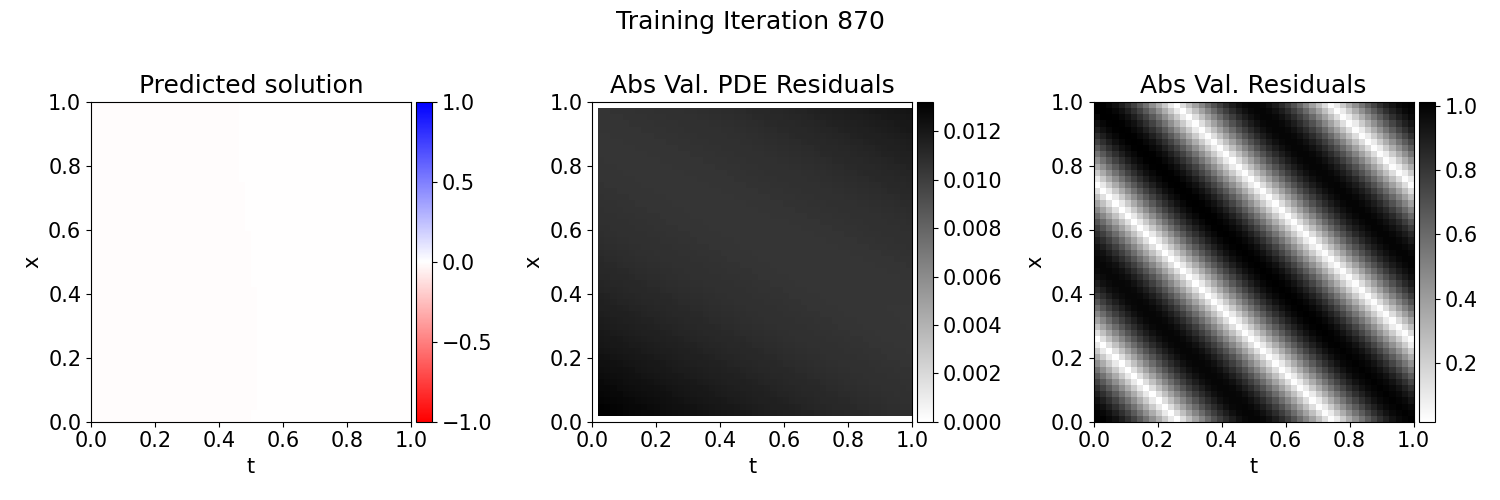 Training Iteration 870
Predicted solution
1.0
0.8
0.6
0.4
0.2
0.0
x
0.0 0.2 0.4 0.6 0.8 1.0
t
1.0
0.5
0.0
−0.5
−1.0
Abs Val. PDE Residuals
1.0
0.8
0.6
0.4
0.2
0.0
x
0.0 0.2 0.4 0.6 0.8 1.0
t
0.012
0.010
0.008
0.006
0.004
0.002
0.000
Abs Val. Residuals
1.0
0.8
0.6
0.4
0.2
0.0
x
0.0 0.2 0.4 0.6 0.8 1.0
t
1.0
0.8
0.6
0.4
0.2